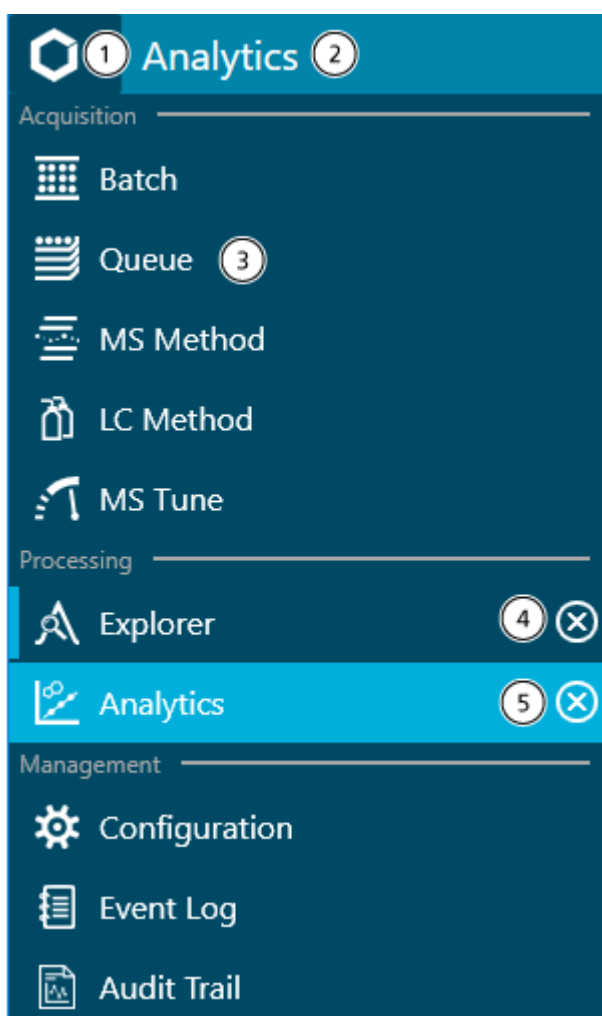 1 Analytics 2
Acquisition
Batch
Queue 3
MS Method
LC Method
MS Tune
Processing
Explorer 4
Analytics 5
Management
Configuration
Event Log
Audit Trail